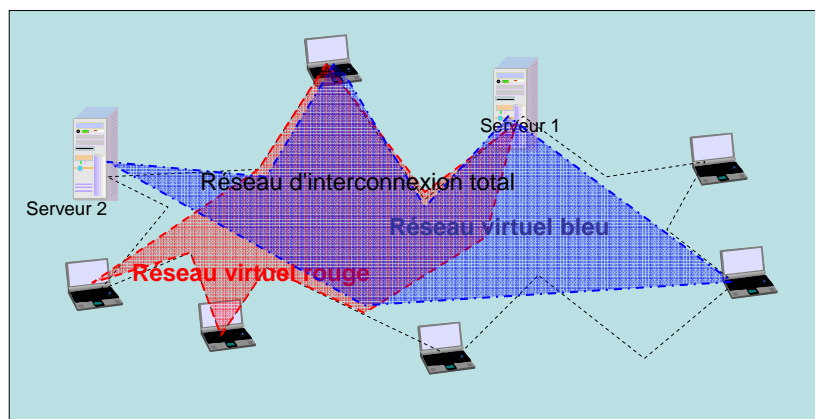 Serveur 1
Réseau d'interconnexion total
Serveur 2
Réseau virtuel bleu
Réseau virtuel rouge